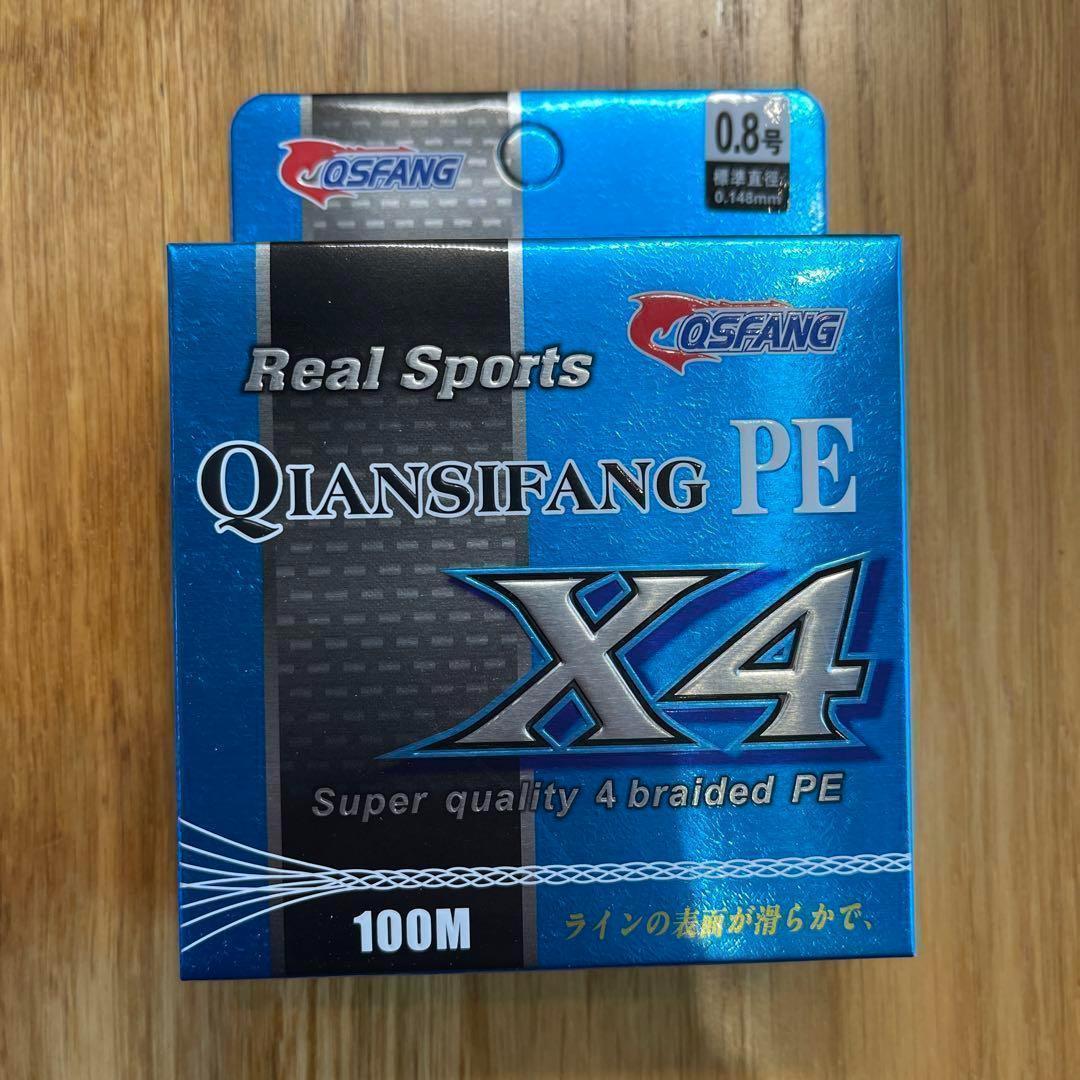 QSFANG
0.8号
標準直径
0.148mm
QSFANG
Real Sports
QIANSIFANG PE
X4
Super quality 4 braided PE
100M
ラインの表面が滑らかで、